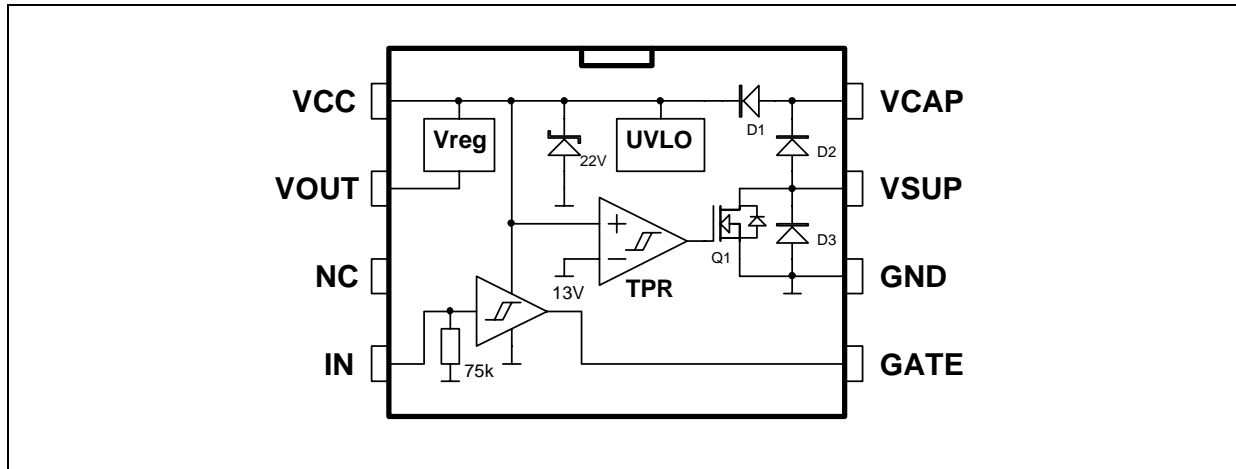 VCC
VCAP
D1
Vreg
22V
UVLO
D2
VOUT
VSUP
+
−
Q1
D3
NC
13V
TPR
GND
IN
75k
GATE